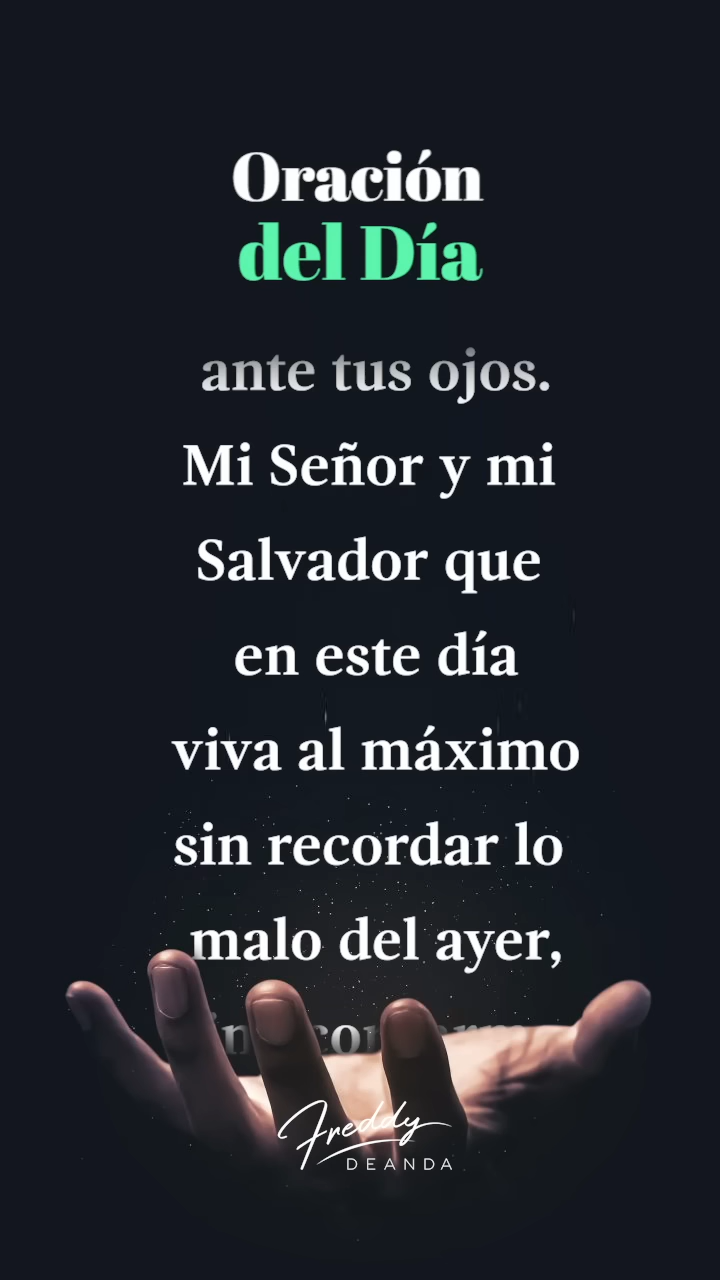 Oración
del Día
ante tus ojos.
Mi Señor y mi
Salvador que
en este día
viva al máximo
sin recordar lo
malo del ayer,
Freddy
DEANDA